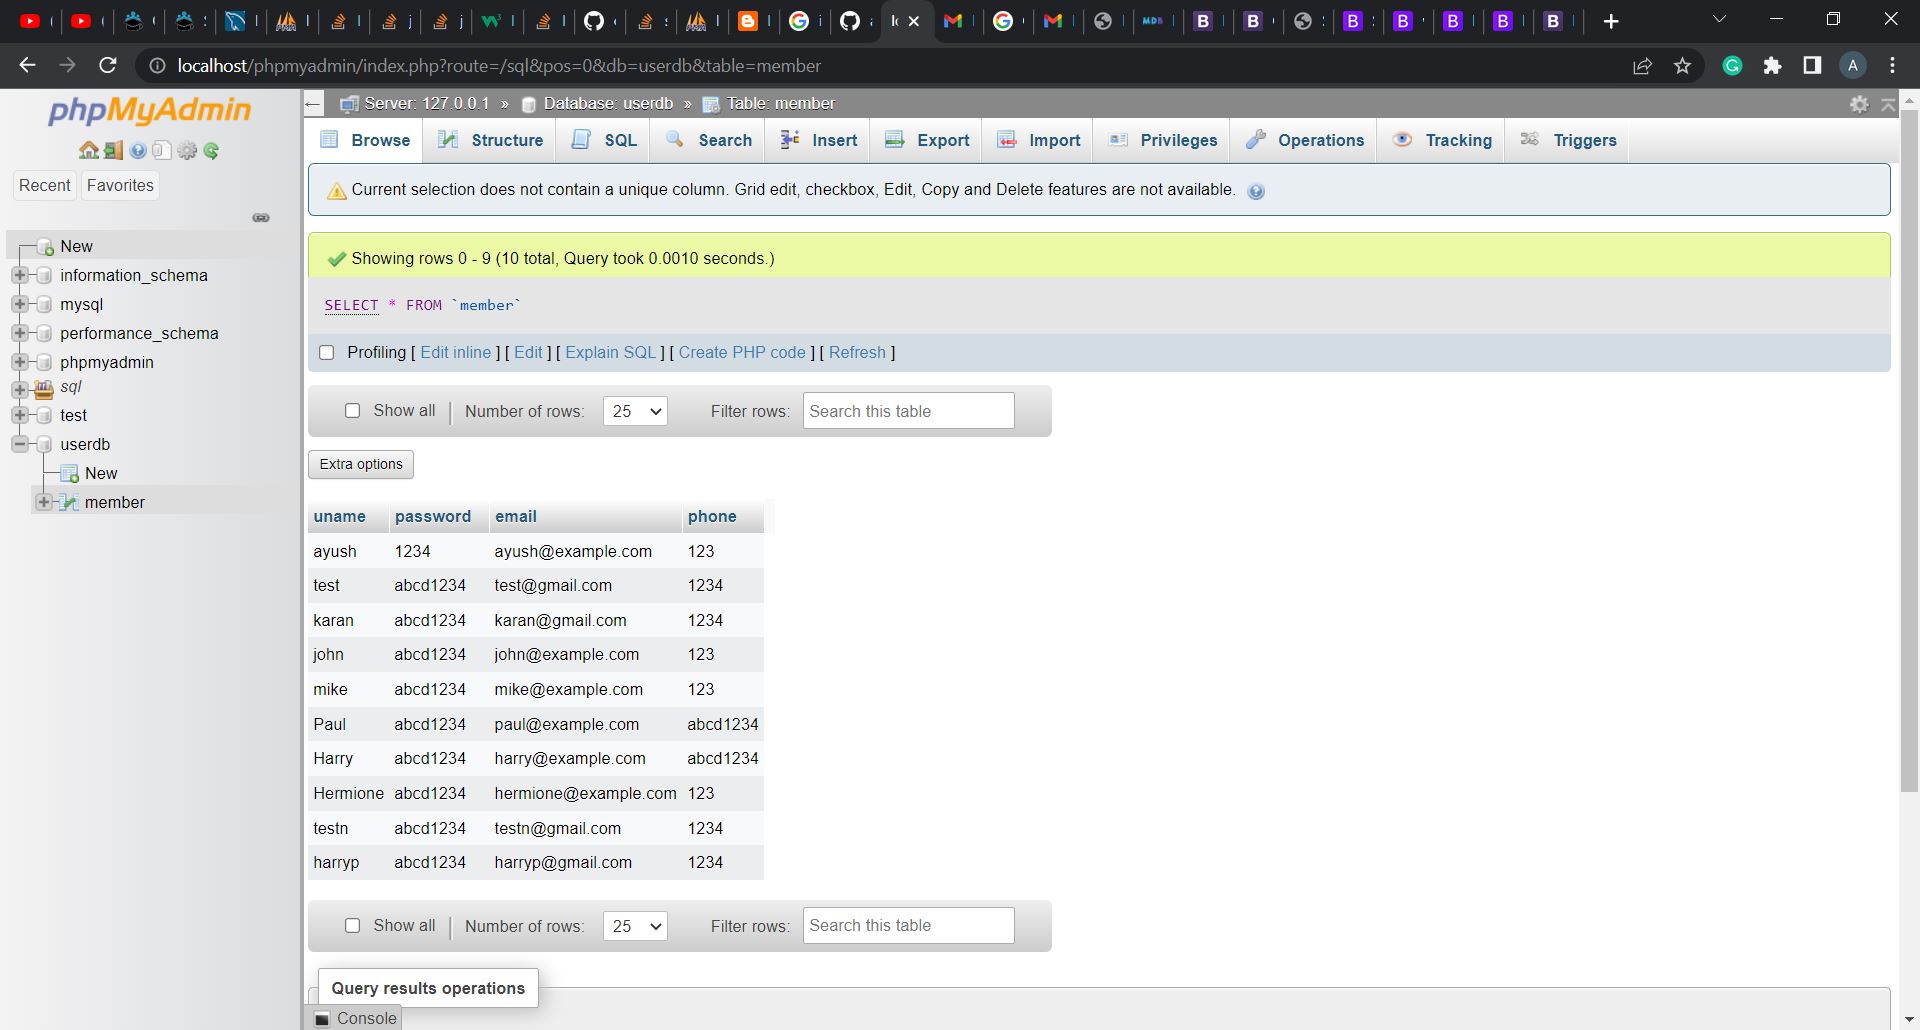 localhost/phpmyadmin/index.php?route=/sql&pos=0&db=userdb&table=member
A
phpMyAdmin
Recent Favorites
New
information_schema
mysql
performance_schema
phpmyadmin
sql
test
userdb
New
member
Server: 127.0.0.1 » Database: userdb » Table: member
Browse Structure SQL Search Insert Export Import Privileges Operations Tracking Triggers
Current selection does not contain a unique column. Grid edit, checkbox, Edit, Copy and Delete features are not available.
Showing rows 0 - 9 (10 total, Query took 0.0010 seconds.)
SELECT * FROM `member`
Profiling [ Edit inline ] [ Edit ] [ Explain SQL ] [ Create PHP code ] [ Refresh ]
Show all Number of rows: 25 Filter rows: Search this table
Extra options
uname password email phone
ayush 1234 ayush@example.com 123
test abcd1234 test@gmail.com 1234
karan abcd1234 karan@gmail.com 1234
john abcd1234 john@example.com 123
mike abcd1234 mike@example.com 123
Paul abcd1234 paul@example.com abcd1234
Harry abcd1234 harry@example.com abcd1234
Hermione abcd1234 hermione@example.com 123
testn abcd1234 testn@gmail.com 1234
harryp abcd1234 harryp@gmail.com 1234
Show all Number of rows: 25 Filter rows: Search this table
Query results operations
Console